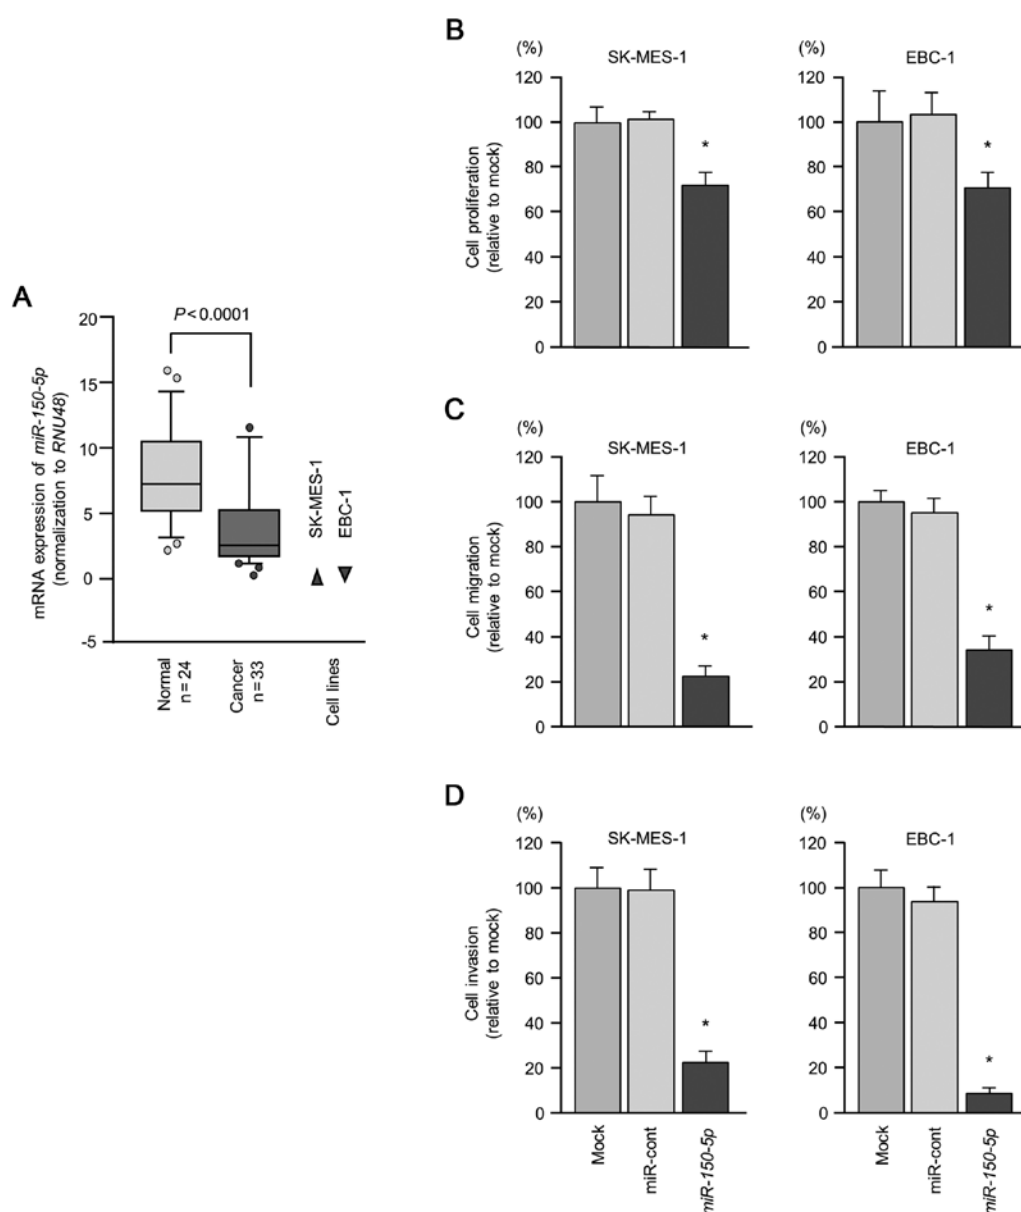 A
mRNA expression of miR-150-5p
(normalization to RNU48)
20
15
10
5
0
-5
P<0.0001
SK-MES-1
EBC-1
Normal
n=24
Cancer
n=33
Cell lines
B
(%)
SK-MES-1
Cell proliferation
(relative to mock)
120
100
80
60
40
20
0
*
(%)
EBC-1
120
100
80
60
40
20
0
*
C
(%)
SK-MES-1
Cell migration
(relative to mock)
120
100
80
60
40
20
0
*
(%)
EBC-1
120
100
80
60
40
20
0
*
D
(%)
SK-MES-1
Cell invasion
(relative to mock)
120
100
80
60
40
20
0
*
Mock
miR-cont
miR-150-5p
(%)
EBC-1
120
100
80
60
40
20
0
*
Mock
miR-cont
miR-150-5p